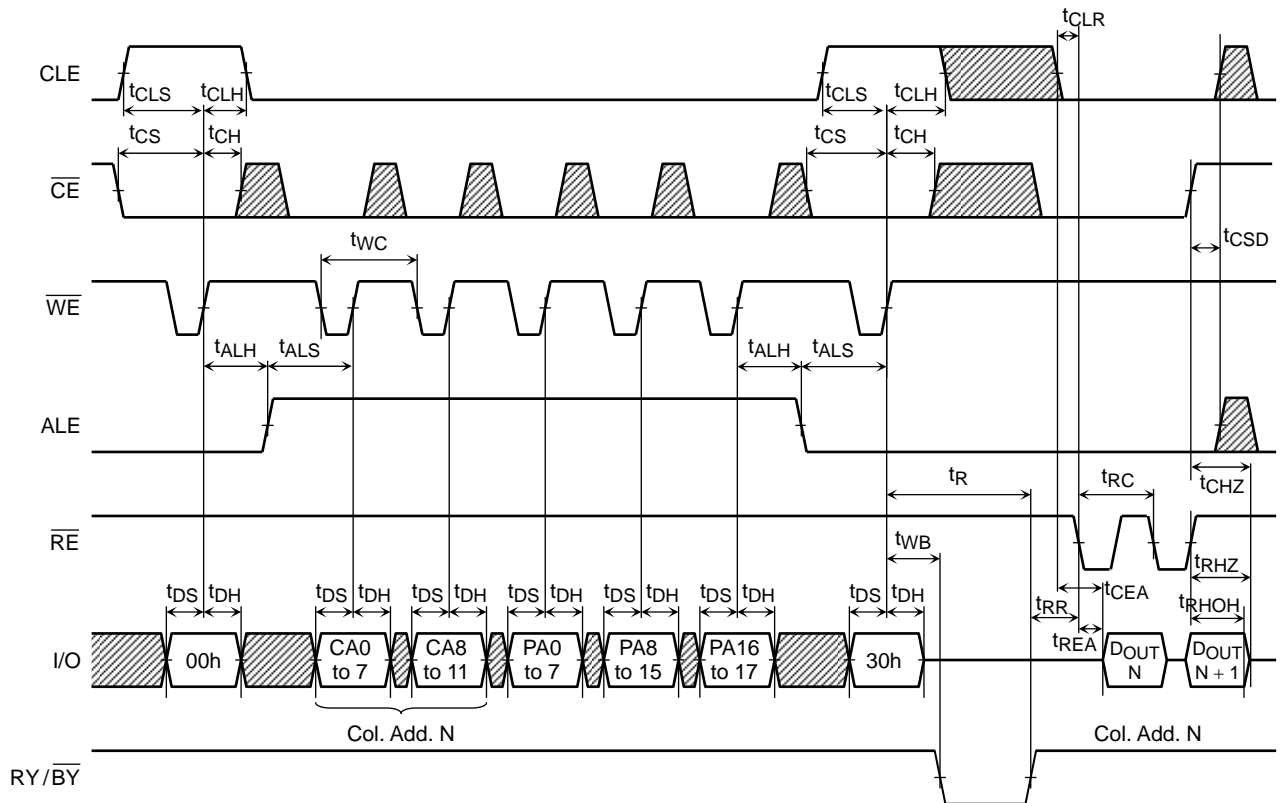 tCLR
CLE
tCLS tCLH tCLS tCLH
tCS tCH tCS tCH
CE
tWC tCSD
WE
tALH tALS tALH tALS
ALE
tR tRC tCHZ
RE
tWB tRHZ
tDS tDH tDS tDH tDS tDH tDS tDH tDS tDH tDS tDH tDS tDH tRR tCEA tRHOH
tREA
I/O 00h CA0 to 7 CA8 to 11 PA0 to 7 PA8 to 15 PA16 to 17 30h DOUT N DOUT N + 1
Col. Add. N Col. Add. N
RY/BY